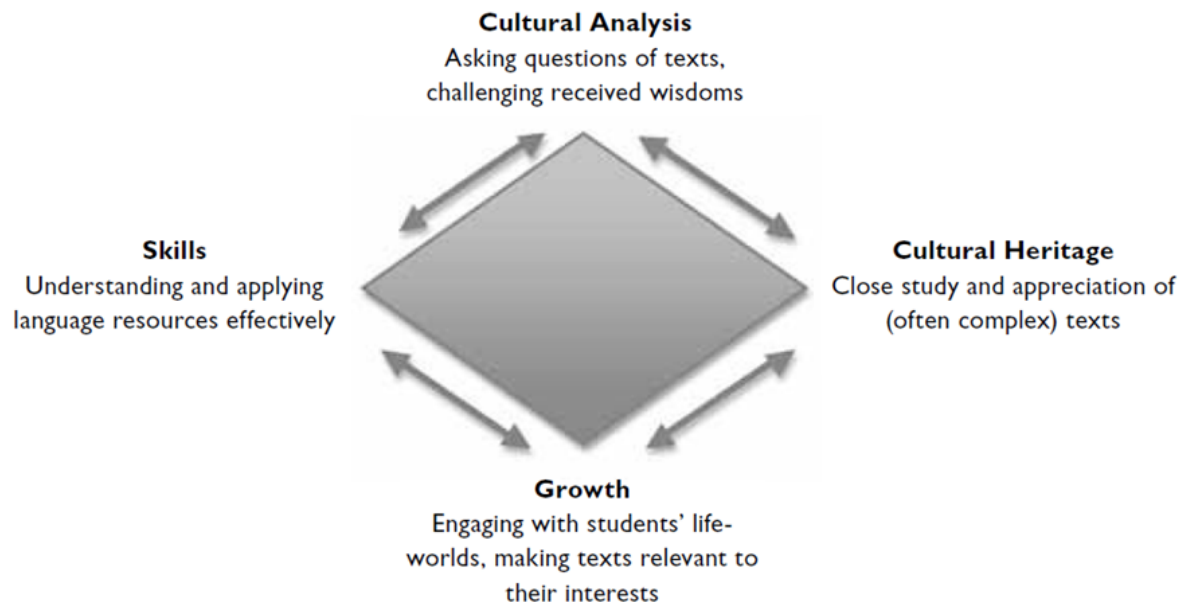 Cultural Analysis
Asking questions of texts,
challenging received wisdoms
Skills
Understanding and applying
language resources effectively
Cultural Heritage
Close study and appreciation of
(often complex) texts
Growth
Engaging with students’ life-
worlds, making texts relevant to
their interests